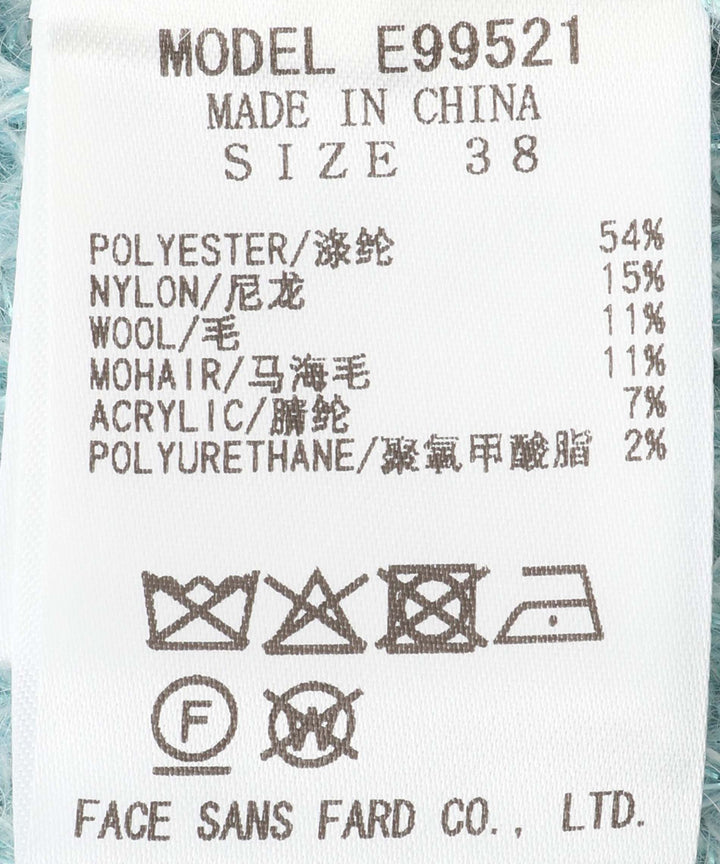 MODEL E99521
MADE IN CHINA
SIZE 38
POLYESTER/涤纶 54%
NYLON/尼龙 15%
WOOL/毛 11%
MOHAIR/马海毛 11%
ACRYLIC/腈纶 7%
POLYURETHANE/聚氨甲酸脂 2%
F W
FACE SANS FARD CO., LTD.